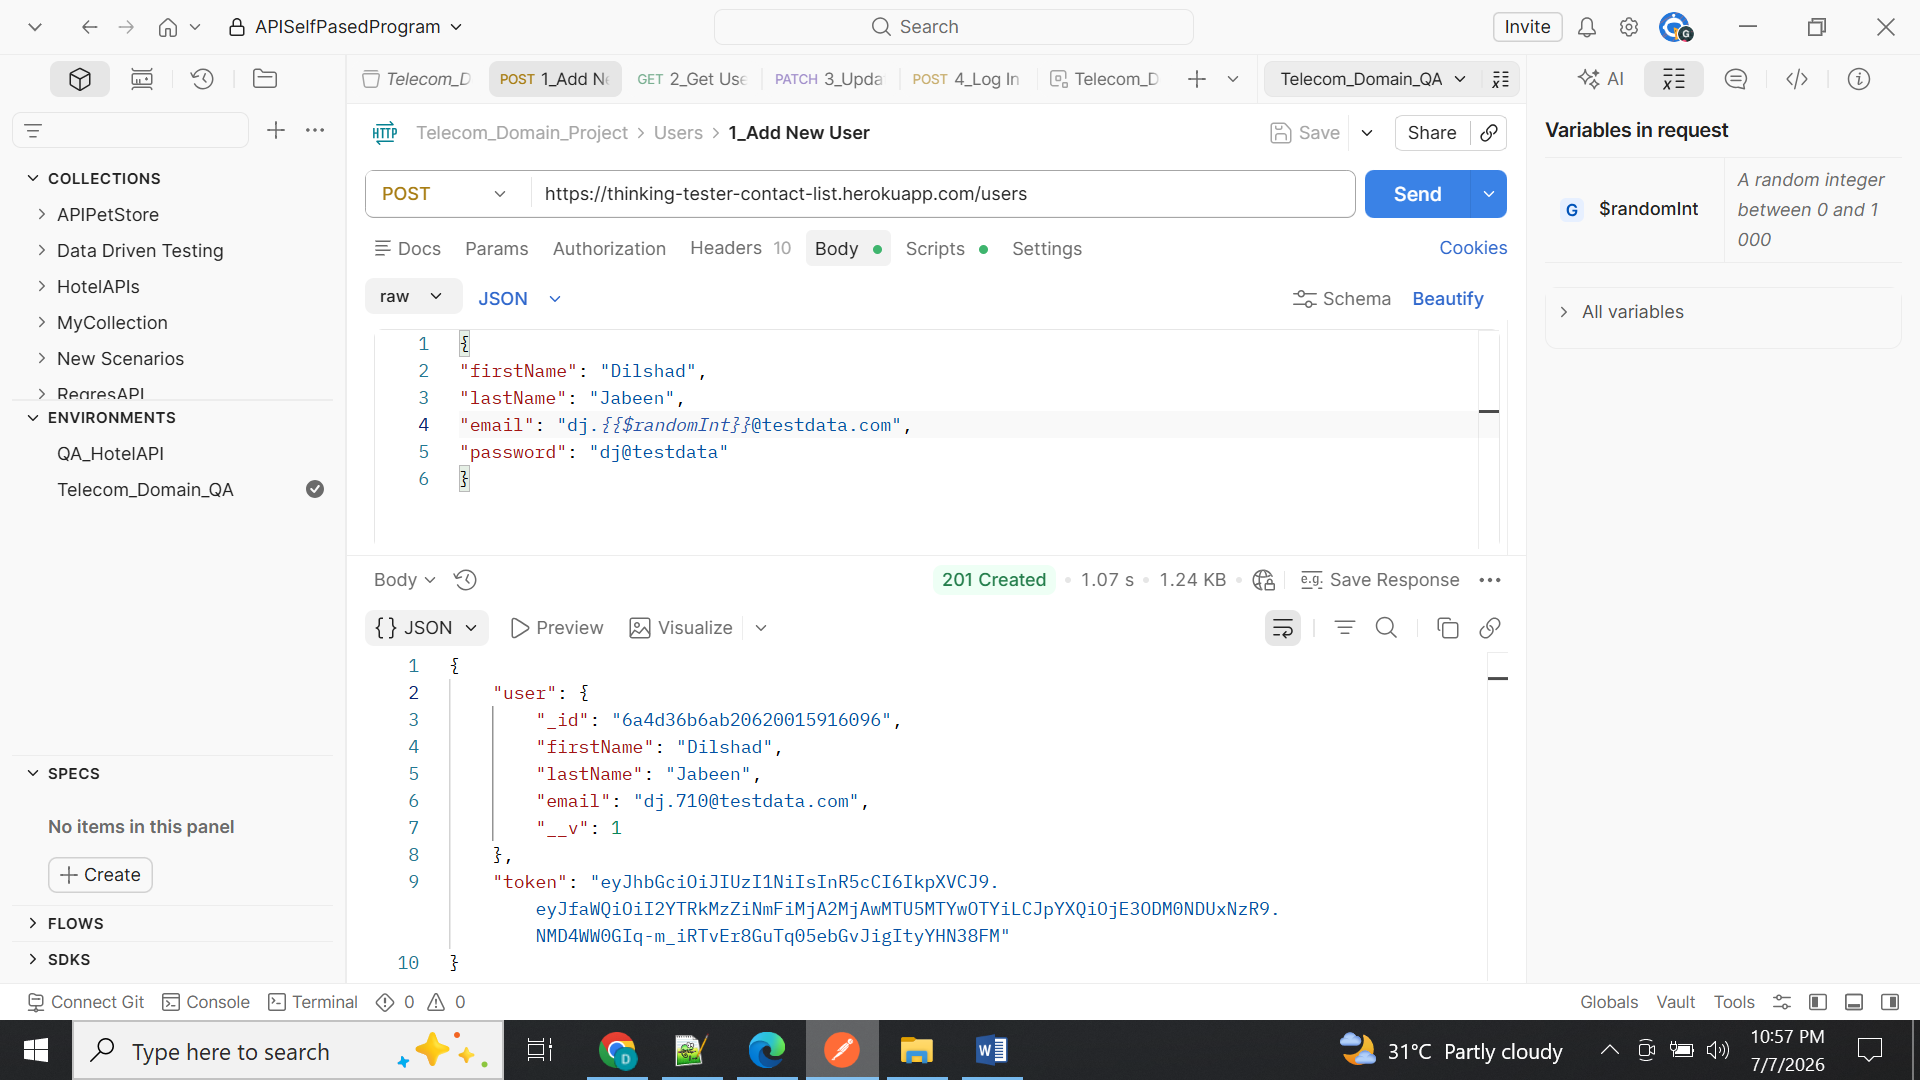 APISelfPasedProgram
Search
Invite
Telecom_D
POST 1_Add Ne
GET 2_Get Use
PATCH 3_Upda
POST 4_Log In
Telecom_D
Telecom_Domain_QA
AI
HTTP Telecom_Domain_Project > Users > 1_Add New User
Save
Share
Variables in request
COLLECTIONS
APIPetStore
Data Driven Testing
HotelAPIs
MyCollection
New Scenarios
RegresAPI
ENVIRONMENTS
QA_HotelAPI
Telecom_Domain_QA
SPECS
No items in this panel
Create
FLOWS
SDKS
POST https://thinking-tester-contact-list.herokuapp.com/users
Send
Docs Params Authorization Headers 10 Body Scripts Settings
Cookies
raw JSON
Schema Beautify
1 {
2 "firstName": "Dilshad",
3 "lastName": "Jabeen",
4 "email": "dj.{{$randomInt}}@testdata.com",
5 "password": "dj@testdata"
6 }
Body
201 Created • 1.07 s • 1.24 KB
e.g. Save Response
{} JSON Preview Visualize
1 {
2 "user": {
3 "_id": "6a4d36b6ab20620015916096",
4 "firstName": "Dilshad",
5 "lastName": "Jabeen",
6 "email": "dj.710@testdata.com",
7 "__v": 1
8 },
9 "token": "eyJhbGciOiJIUzI1NiIsInR5cCI6IkpXVCJ9.
eyJfaWQiOiI2YTRkMzZiNmFiMjA2MjAwMTU5MTYwOTYiLCJpYXQiOjE3ODM0NDUxNzR9.
NMD4WW0GIq-m_iRTvEr8GuTq05ebGvJigItyYHN38FM"
10 }
G $randomInt
A random integer
between 0 and 1
000
All variables
Connect Git Console Terminal 0 0
Globals Vault Tools
Type here to search
D
W
31°C Partly cloudy
10:57 PM
7/7/2026